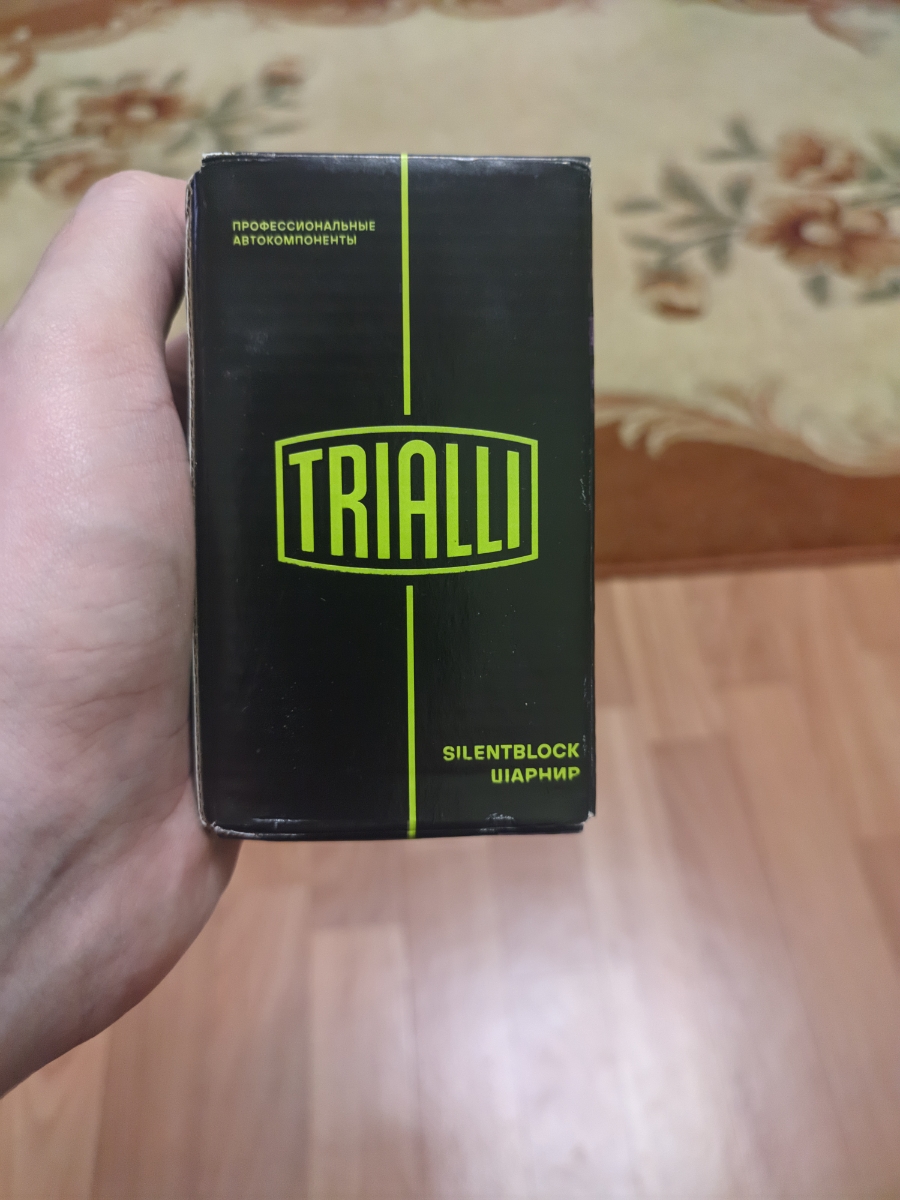 ПРОФЕССИОНАЛЬНЫЕ
АВТОКОМПОНЕНТЫ
TRIALLI
SILENTBLOCK
ШАРНИР